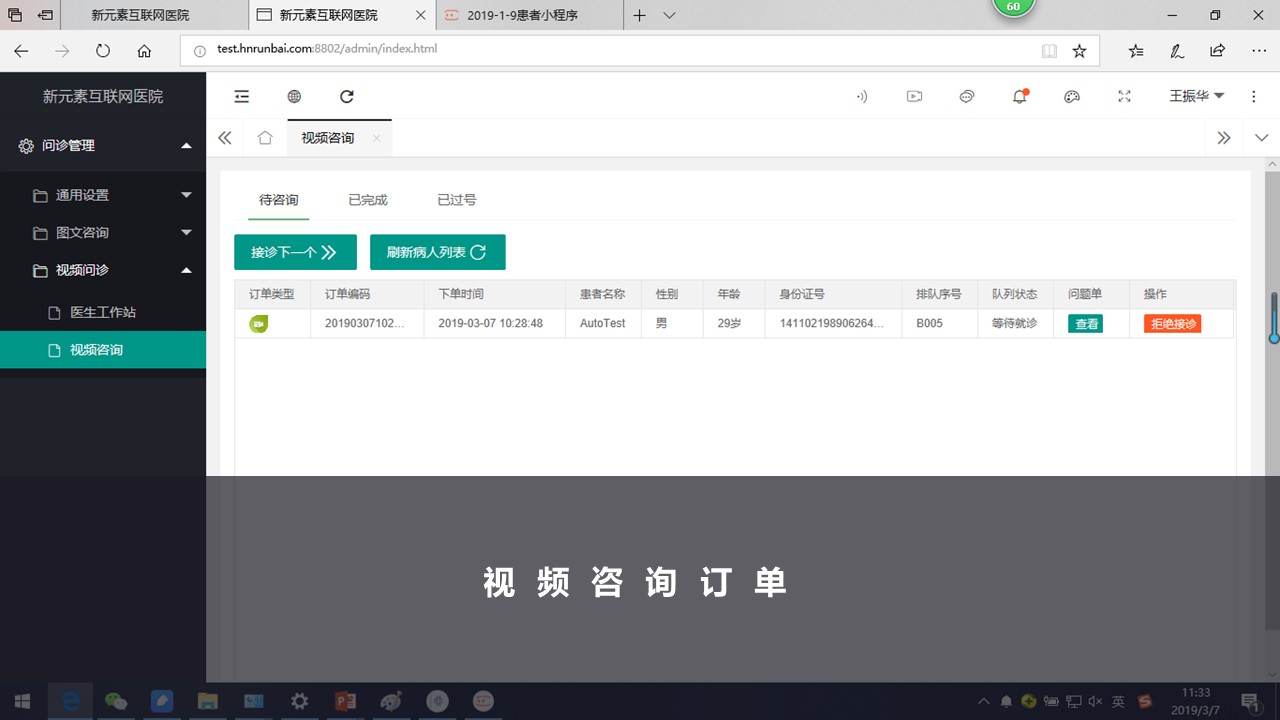 新元素互联网医院
新元素互联网医院
2019-1-9患者小程序
60
test.hnrunbai.com:8802/admin/index.html
新元素互联网医院
王振华
问诊管理
视频咨询
通用设置
图文咨询
视频问诊
医生工作站
视频咨询
待咨询 已完成 已过号
接诊下一个 刷新病人列表
订单类型 订单编码 下单时间 患者名称 性别 年龄 身份证号 排队序号 队列状态 问题单 操作
20190307102... 2019-03-07 10:28:48 AutoTest 男 29岁 141102198906264... B005 等待就诊 查看 拒绝接诊
视频咨询订单
英
11:33
2019/3/7
1